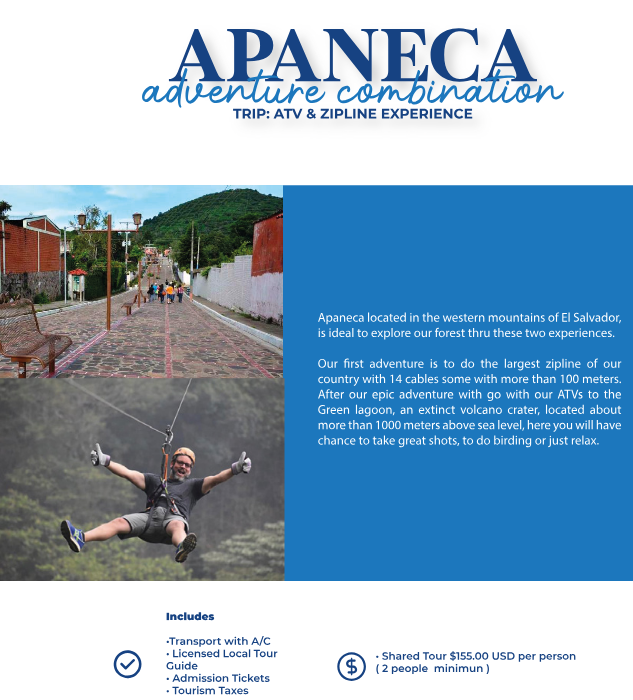 APANECA
adventure combination
TRIP: ATV & ZIPLINE EXPERIENCE
Apaneca located in the western mountains of El Salvador,
is ideal to explore our forest thru these two experiences.
Our first adventure is to do the largest zipline of our
country with 14 cables some with more than 100 meters.
After our epic adventure with go with our ATVs to the
Green lagoon, an extinct volcano crater, located about
more than 1000 meters above sea level, here you will have
chance to take great shots, to do birding or just relax.
Includes
•Transport with A/C
• Licensed Local Tour
Guide
• Admission Tickets
• Tourism Taxes
$
• Shared Tour $155.00 USD per person
( 2 people  minimun )